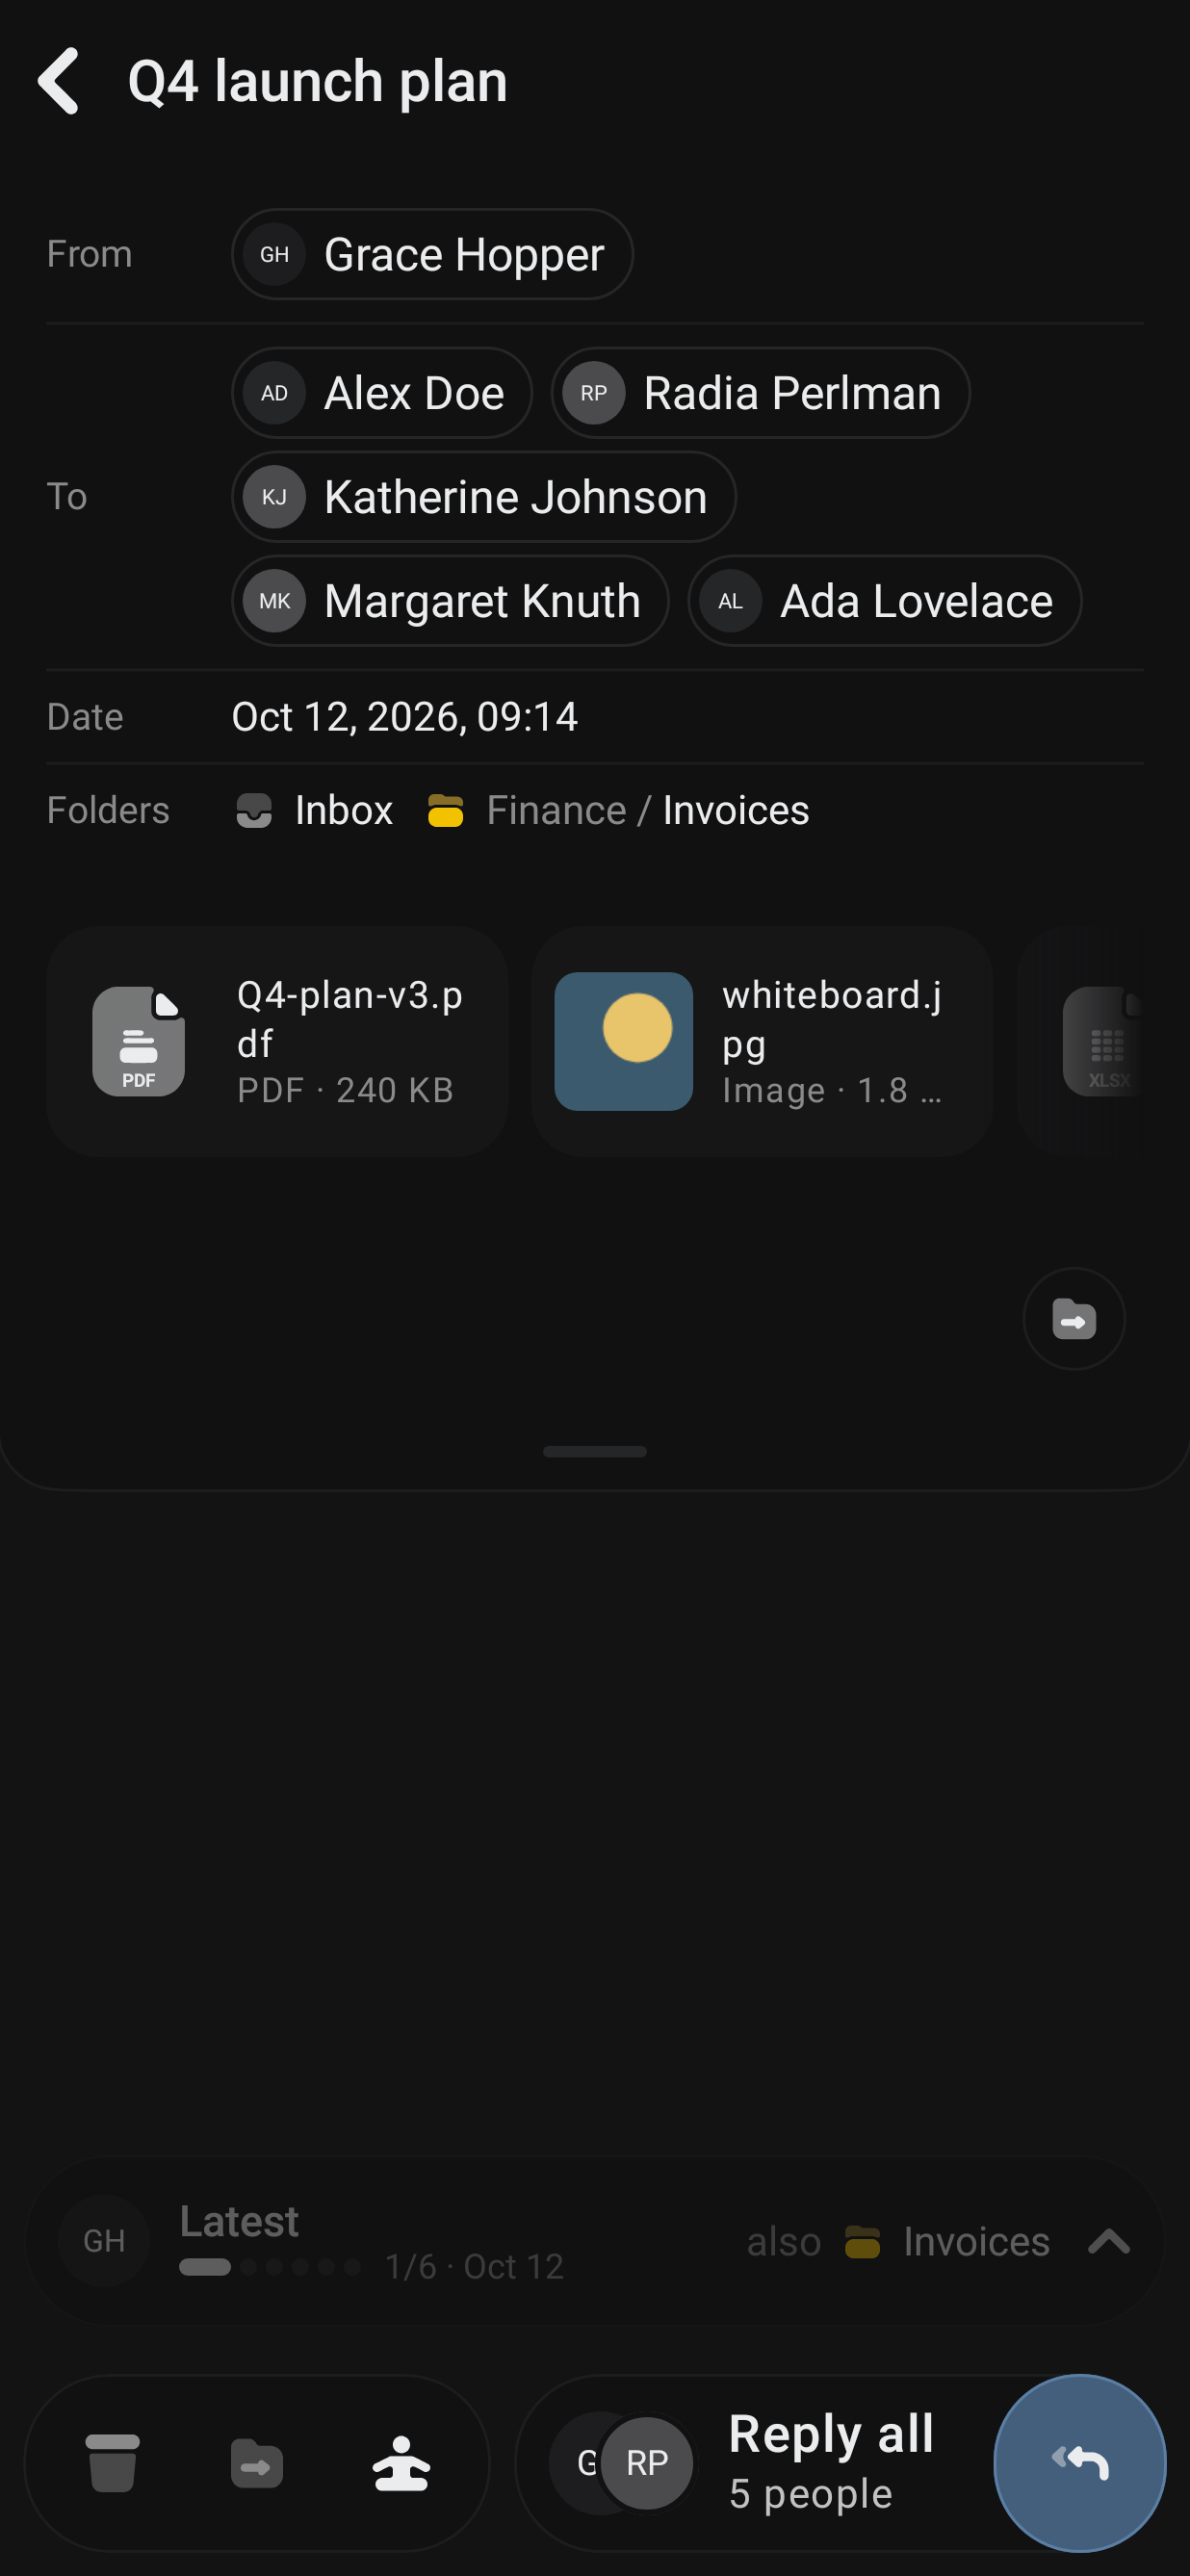 Q4 launch plan
From
GH Grace Hopper
To
AD Alex Doe RP Radia Perlman
KJ Katherine Johnson
MK Margaret Knuth AL Ada Lovelace
Date Oct 12, 2026, 09:14
Folders Inbox Finance / Invoices
PDF
Q4-plan-v3.p
df
PDF · 240 KB
whiteboard.j
pg
Image · 1.8 …
XLSX
GH
Latest
1/6 · Oct 12
also Invoices
G RP
Reply all
5 people